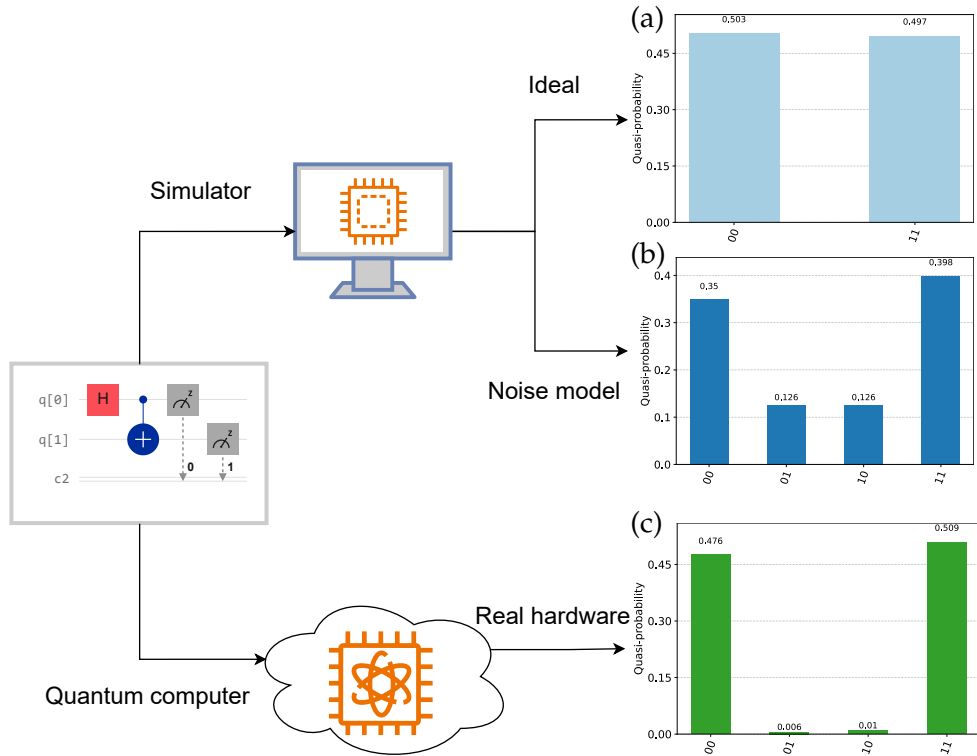 (a)
0,503
0,497
Quasi-probability
0.45
0.30
0.15
0.00
00
11
Ideal
Simulator
(b)
0,398
0.4
0,35
0.3
Quasi-probability
0.2
0,126
0,126
0.1
0.0
00
01
10
11
Noise model
q[0]
H
z
q[1]
z
0
1
c2
(c)
0.509
0.476
0.45
Quasi-probability
0.30
0.15
0.006
0.01
0.00
00
01
10
11
Real hardware
Quantum computer